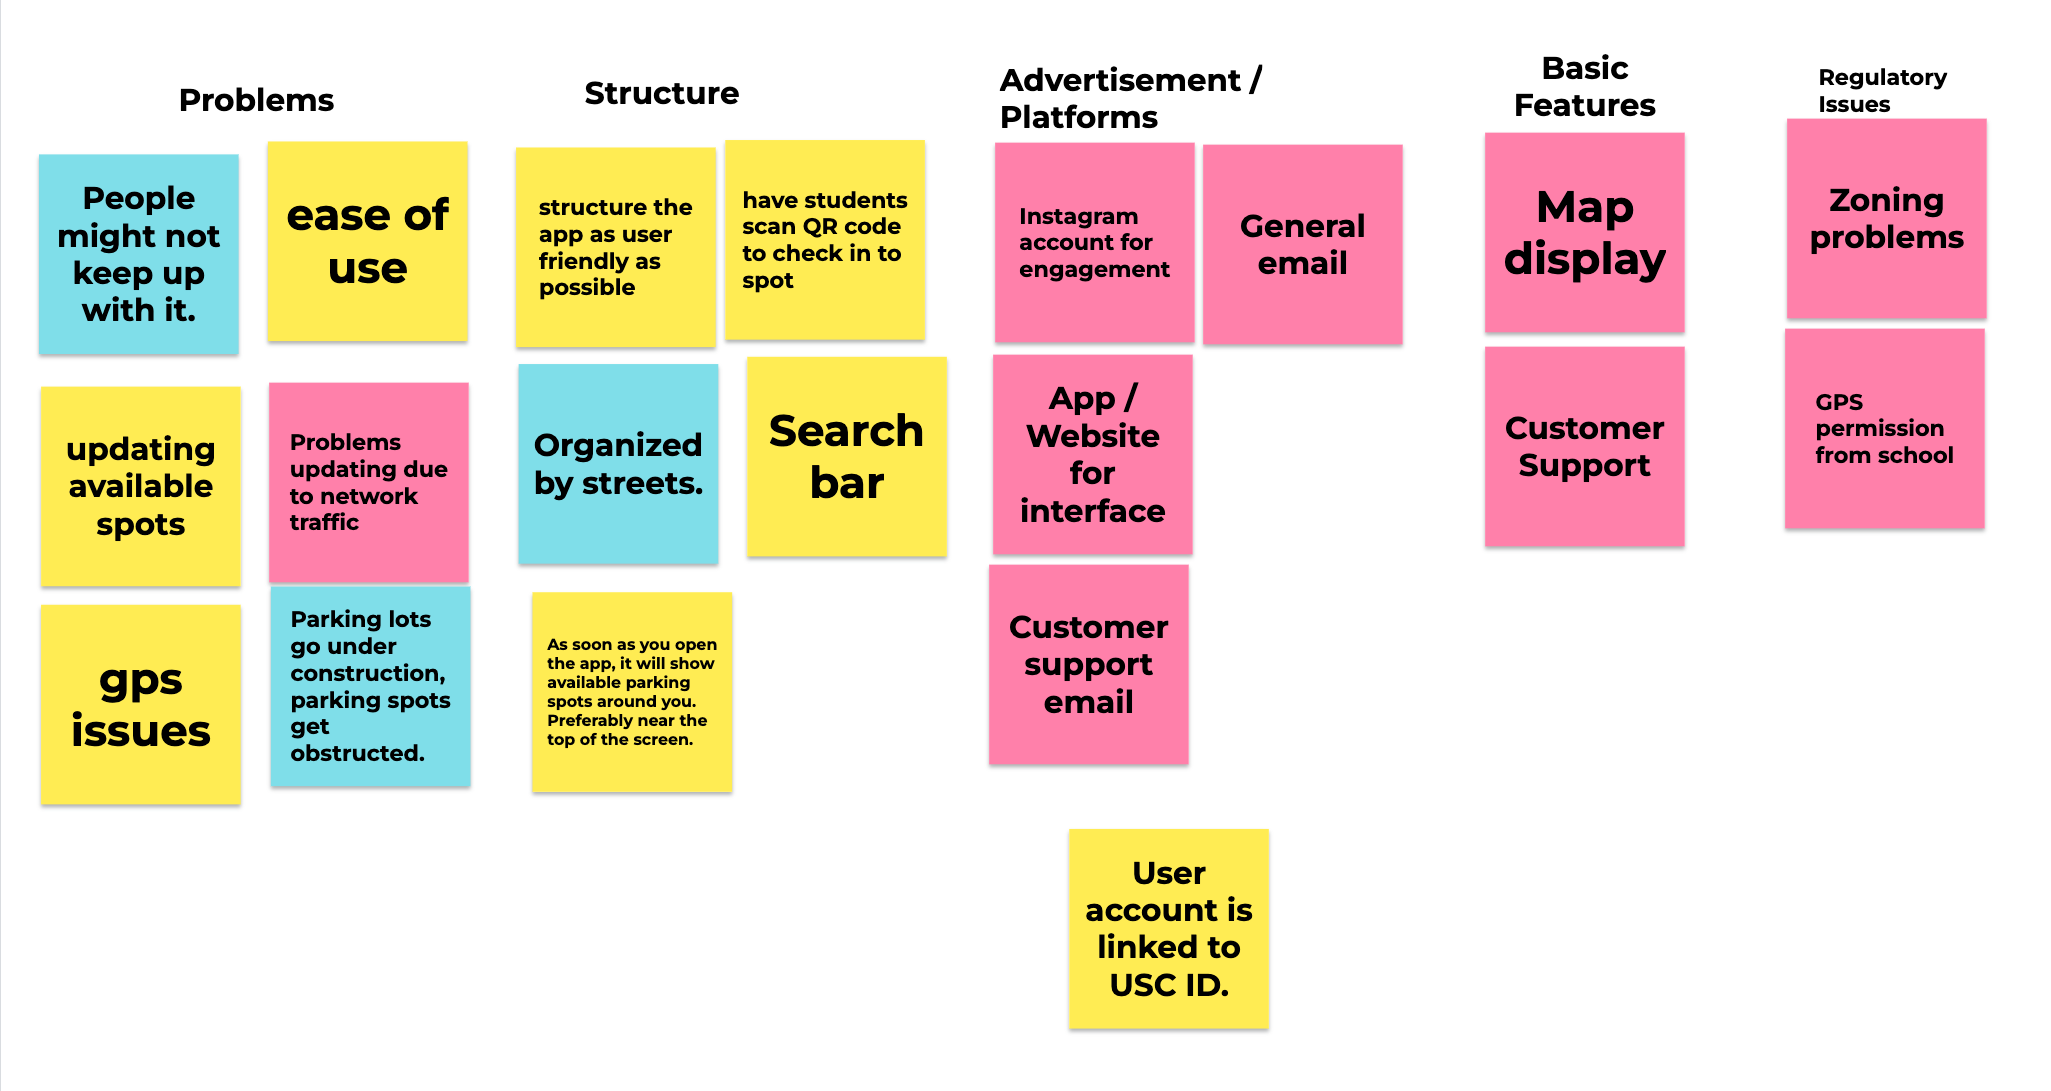 Problems
People
might not
keep up
with it.
ease of
use
updating
available
spots
Problems
updating due
to network
traffic
gps
issues
Parking lots
go under
construction,
parking spots
get
obstructed.
Structure
structure the
app as user
friendly as
possible
have students
scan QR code
to check in to
spot
Organized
by streets.
Search
bar
As soon as you open
the app, it will show
available parking
spots around you.
Preferably near the
top of the screen.
Advertisement /
Platforms
Instagram
account for
engagement
General
email
App /
Website
for
interface
Customer
support
email
User
account is
linked to
USC ID.
Basic
Features
Map
display
Customer
Support
Regulatory
Issues
Zoning
problems
GPS
permission
from school